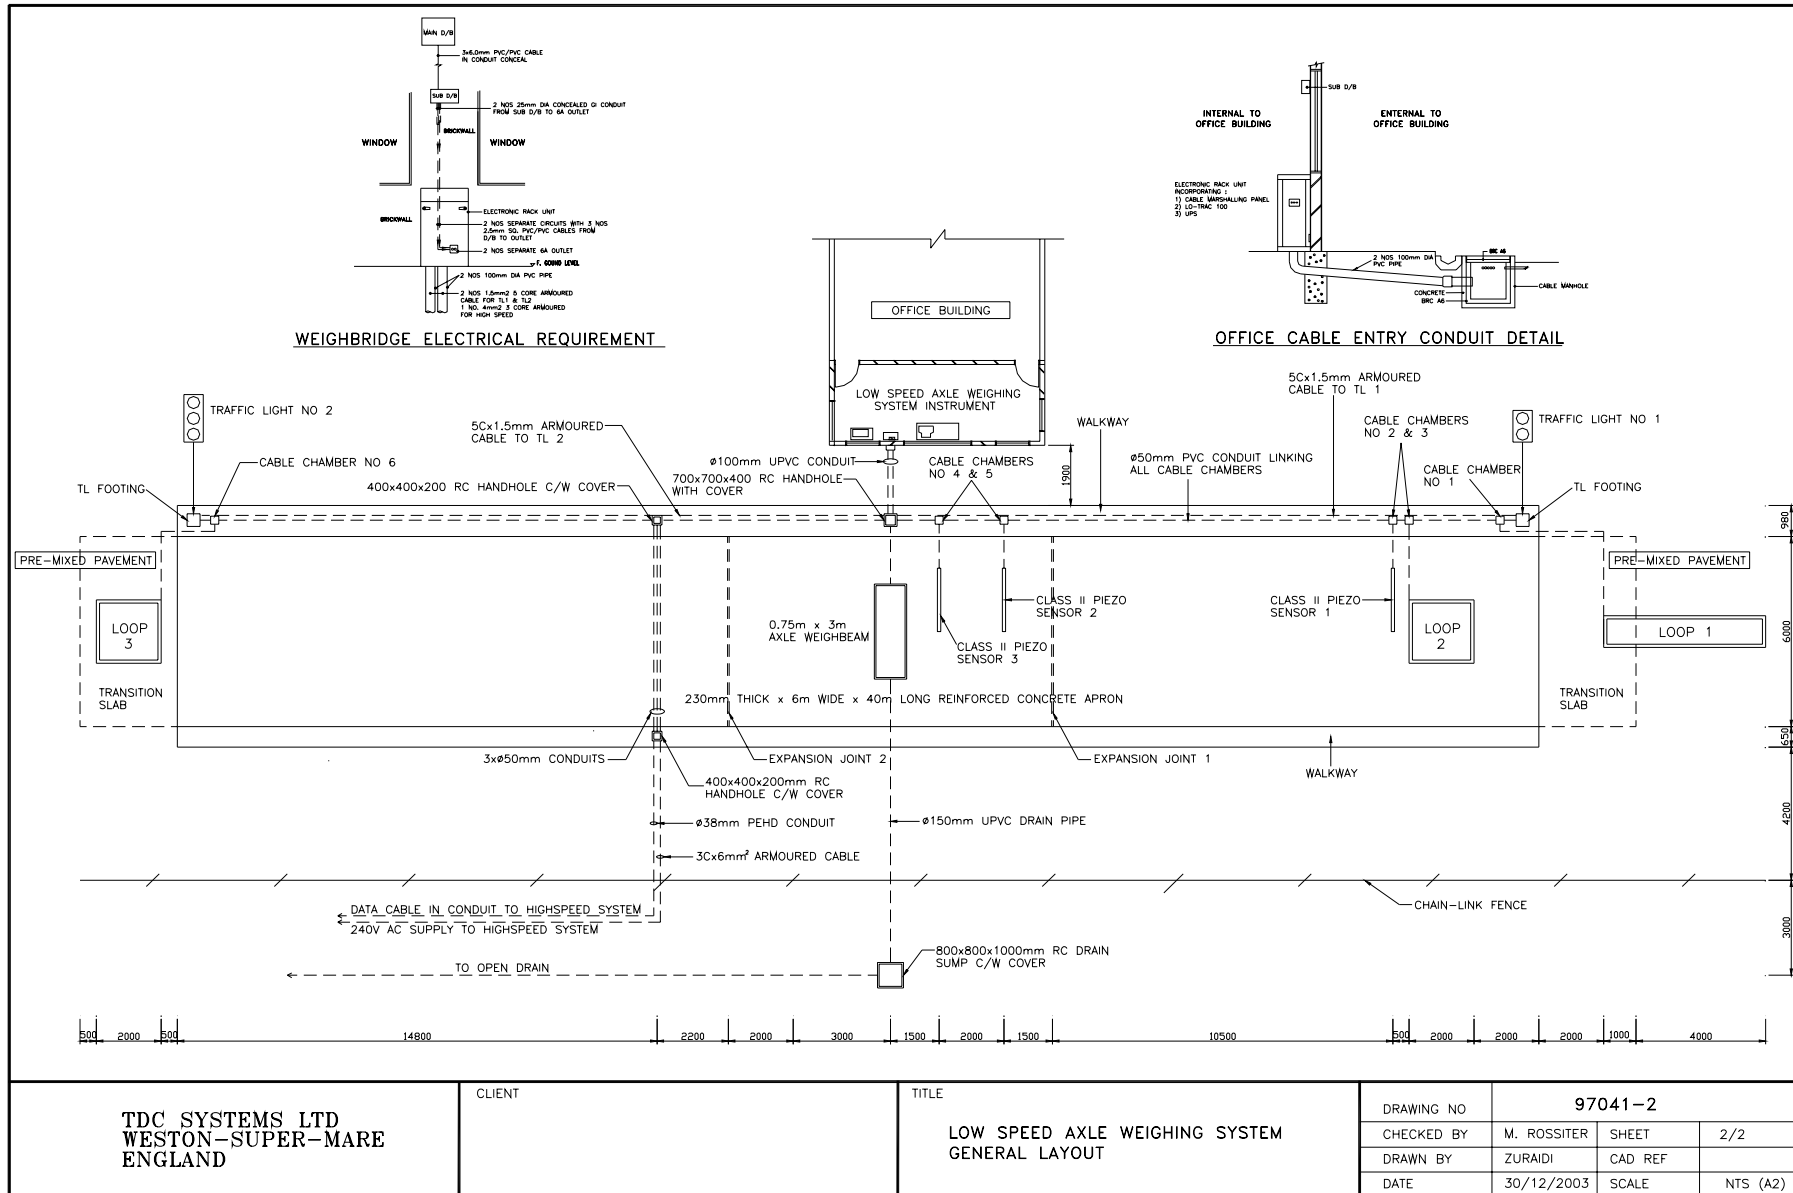 MAIN D/B
3x6.0mm PVC/PVC CABLE
IN CONDUIT CONCEAL
SUB D/B
2 NOS 25mm DIA CONCEALED GI CONDUIT
FROM SUB D/B TO 6A OUTLET
BRICKWALL
WINDOW
WINDOW
BRICKWALL
ELECTRONIC RACK UNIT
2 NOS SEPARATE CIRCUITS WITH 3 NOS
2.5mm SQ. PVC/PVC CABLES FROM
D/B TO OUTLET
2 NOS SEPARATE 6A OUTLET
F. GOUND LEVEL
2 NOS 100mm DIA PVC PIPE
2 NOS 1.5mm2 5 CORE ARMOURED
CABLE FOR TL1 & TL2
1 NO. 4mm2 3 CORE ARMOURED
FOR HIGH SPEED
WEIGHBRIDGE ELECTRICAL REQUIREMENT
SUB D/B
INTERNAL TO
OFFICE BUILDING
ENTERNAL TO
OFFICE BUILDING
ELECTRONIC RACK UNIT
INCORPORATING :
1) CABLE MARSHALLING PANEL
2) LO-TRAC 100
3) UPS
2 NOS 100mm DIA
PVC PIPE
BRC A6
CONCRETE
BRC A6
CABLE MANHOLE
OFFICE CABLE ENTRY CONDUIT DETAIL
OFFICE BUILDING
LOW SPEED AXLE WEIGHING
SYSTEM INSTRUMENT
TRAFFIC LIGHT NO 2
5Cx1.5mm ARMOURED
CABLE TO TL 2
CABLE CHAMBER NO 6
TL FOOTING
400x400x200 RC HANDHOLE C/W COVER
ø100mm UPVC CONDUIT
700x700x400 RC HANDHOLE
WITH COVER
CABLE CHAMBERS
NO 4 & 5
1900
WALKWAY
ø50mm PVC CONDUIT LINKING
ALL CABLE CHAMBERS
5Cx1.5mm ARMOURED
CABLE TO TL 1
CABLE CHAMBERS
NO 2 & 3
CABLE CHAMBER
NO 1
TRAFFIC LIGHT NO 1
TL FOOTING
980
PRE-MIXED PAVEMENT
PRE-MIXED PAVEMENT
LOOP
3
0.75m x 3m
AXLE WEIGHBEAM
CLASS II PIEZO
SENSOR 2
CLASS II PIEZO
SENSOR 3
CLASS II PIEZO
SENSOR 1
LOOP
2
LOOP 1
6000
TRANSITION
SLAB
230mm THICK x 6m WIDE x 40m LONG REINFORCED CONCRETE APRON
TRANSITION
SLAB
650
3xø50mm CONDUITS
EXPANSION JOINT 2
EXPANSION JOINT 1
WALKWAY
400x400x200mm RC
HANDHOLE C/W COVER
ø38mm PEHD CONDUIT
ø150mm UPVC DRAIN PIPE
4200
3Cx6mm² ARMOURED CABLE
CHAIN-LINK FENCE
DATA CABLE IN CONDUIT TO HIGHSPEED SYSTEM
240V AC SUPPLY TO HIGHSPEED SYSTEM
3000
800x800x1000mm RC DRAIN
SUMP C/W COVER
TO OPEN DRAIN
500 2000 500 14800 2200 2000 3000 1500 2000 1500 10500 500 2000 2000 2000 1000 4000
TDC SYSTEMS LTD
WESTON-SUPER-MARE
ENGLAND
CLIENT
TITLE
LOW SPEED AXLE WEIGHING SYSTEM
GENERAL LAYOUT
DRAWING NO 97041-2
CHECKED BY M. ROSSITER SHEET 2/2
DRAWN BY ZURAIDI CAD REF
DATE 30/12/2003 SCALE NTS (A2)